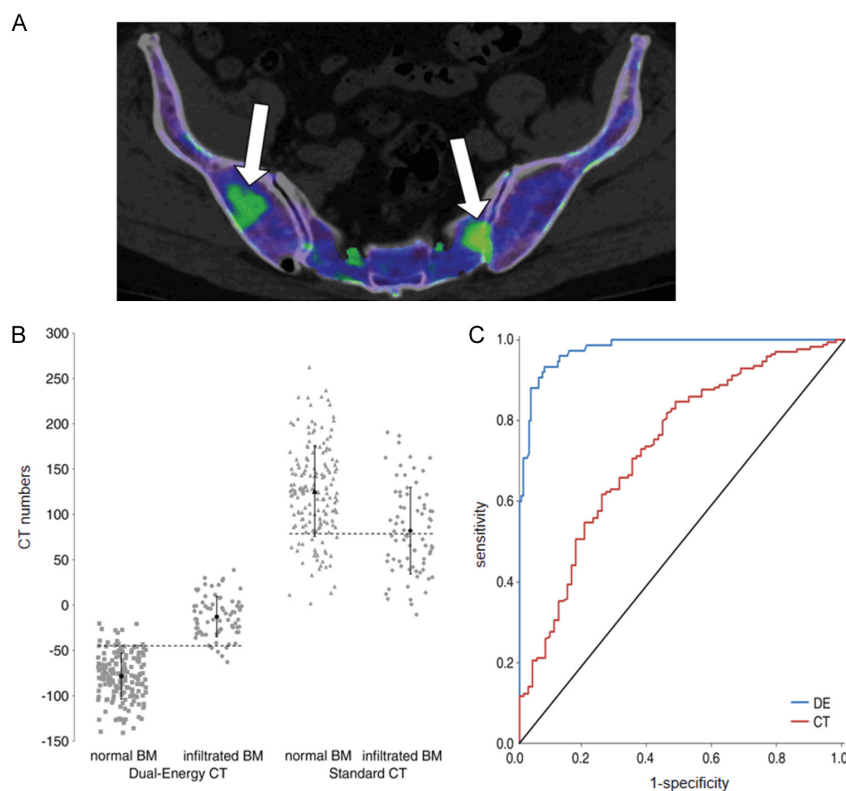 A
B
C
300
250
200
150
100
50
0
-50
-100
-150
CT numbers
normal BM infiltrated BM normal BM infiltrated BM
Dual-Energy CT Standard CT
1.0
0.8
0.6
0.4
0.2
0.0
sensitivity
DE
CT
0.0 0.2 0.4 0.6 0.8 1.0
1-specificity